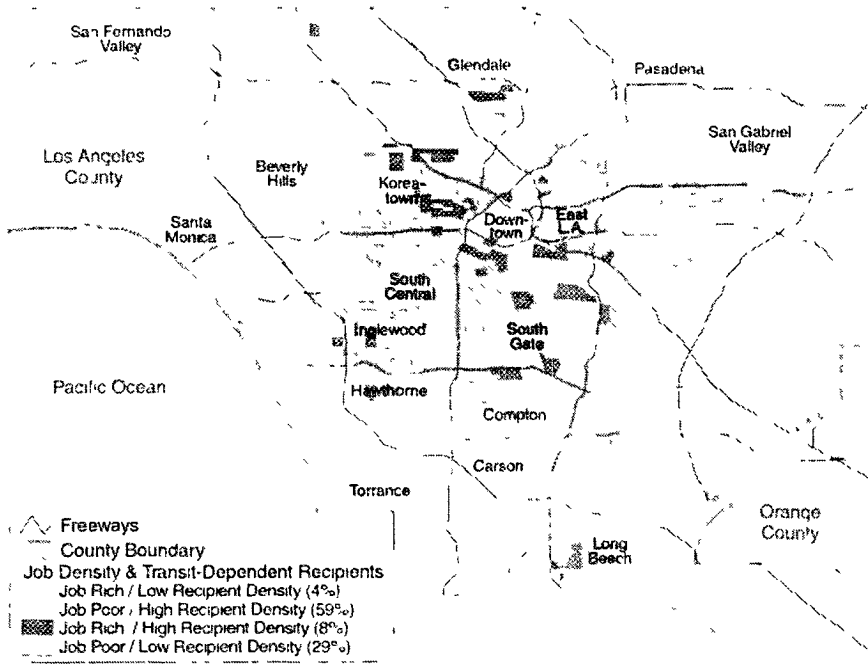 San Fernando
Valley
Glendale
Pasadena
San Gabriel
Valley
Los Angeles
County
Beverly
Hills
Korea-
town
Down-
town
East
L.A.
Santa
Monica
South
Central
Inglewood
South
Gate
Pacific Ocean
Hawthorne
Compton
Carson
Torrance
Orange
County
Long
Beach
Freeways
County Boundary
Job Density & Transit-Dependent Recipients
Job Rich / Low Recipient Density (4%)
Job Poor / High Recipient Density (59%)
Job Rich / High Recipient Density (8%)
Job Poor / Low Recipient Density (29%)